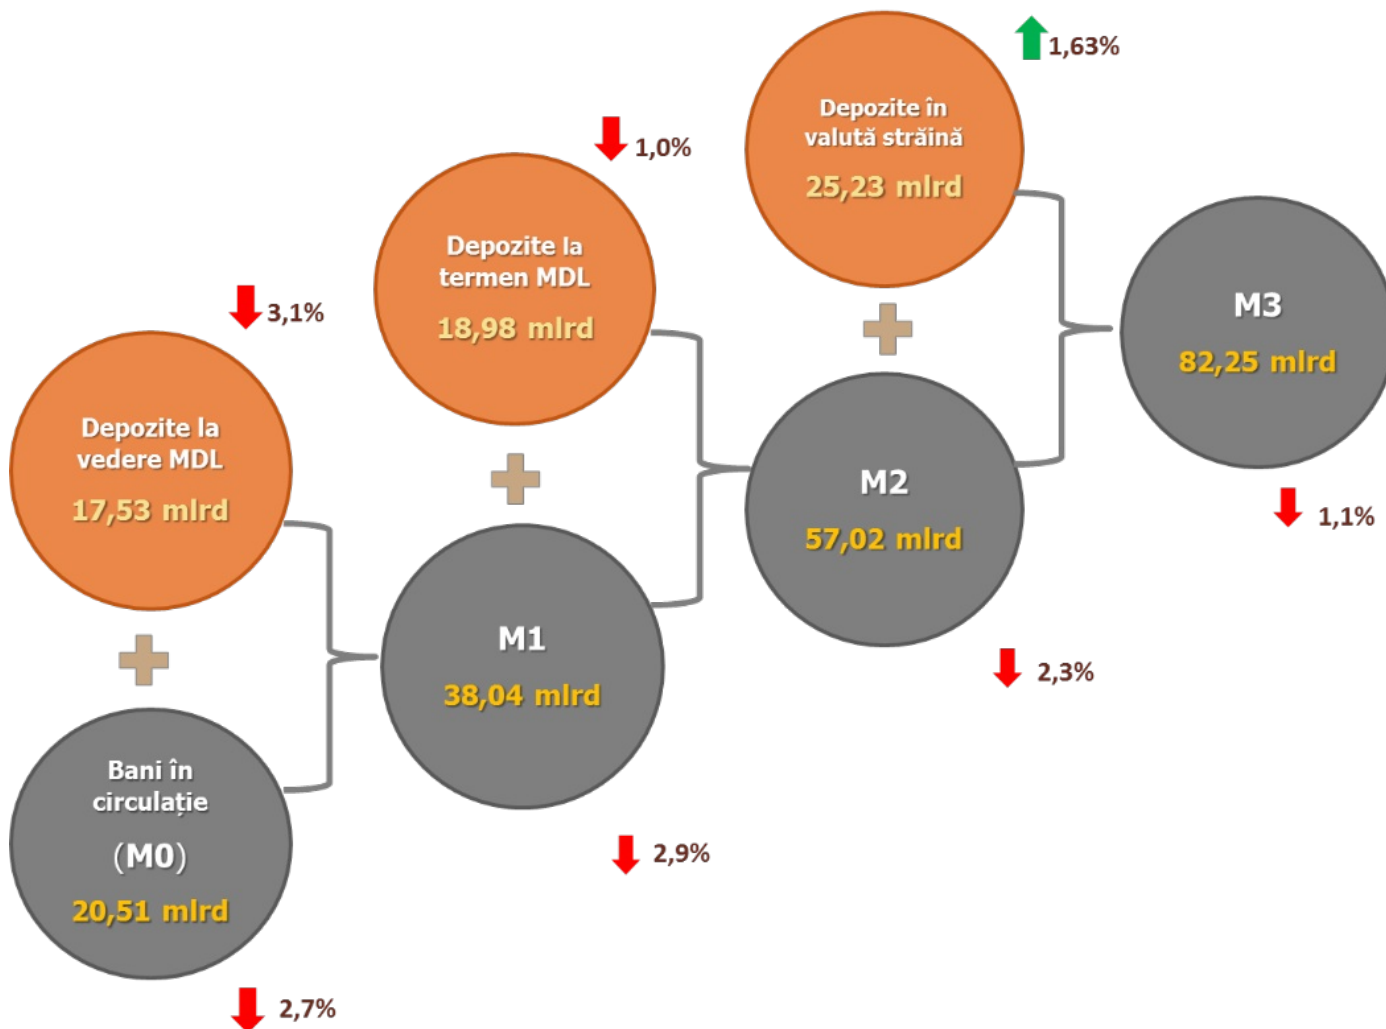 1,63%
Depozite în
valută străină
25,23 mlrd
1,0%
Depozite la
termen MDL
18,98 mlrd
M3
82,25 mlrd
3,1%
Depozite la
vedere MDL
17,53 mlrd
M2
57,02 mlrd
1,1%
M1
38,04 mlrd
2,3%
Bani în
circulație
(M0)
20,51 mlrd
2,9%
2,7%